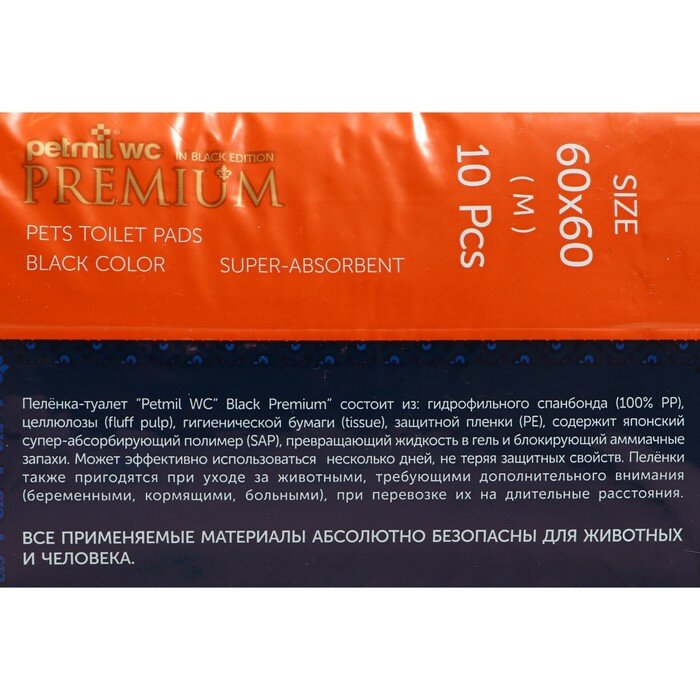 petmil wc®
IN BLACK EDITION
PREMIUM
PETS TOILET PADS
BLACK COLOR SUPER-ABSORBENT
SIZE
60x60
( M )
10 Pcs
Пелёнка-туалет “Petmil WC” Black Premium” состоит из: гидрофильного спанбонда (100% PP),
целлюлозы (fluff pulp), гигиенической бумаги (tissue), защитной пленки (PE), содержит японский
супер-абсорбирующий полимер (SAP), превращающий жидкость в гель и блокирующий аммиачные
запахи. Может эффективно использоваться несколько дней, не теряя защитных свойств. Пелёнки
также пригодятся при уходе за животными, требующими дополнительного внимания
(беременными, кормящими, больными), при перевозке их на длительные расстояния.
ВСЕ ПРИМЕНЯЕМЫЕ МАТЕРИАЛЫ АБСОЛЮТНО БЕЗОПАСНЫ ДЛЯ ЖИВОТНЫХ
И ЧЕЛОВЕКА.